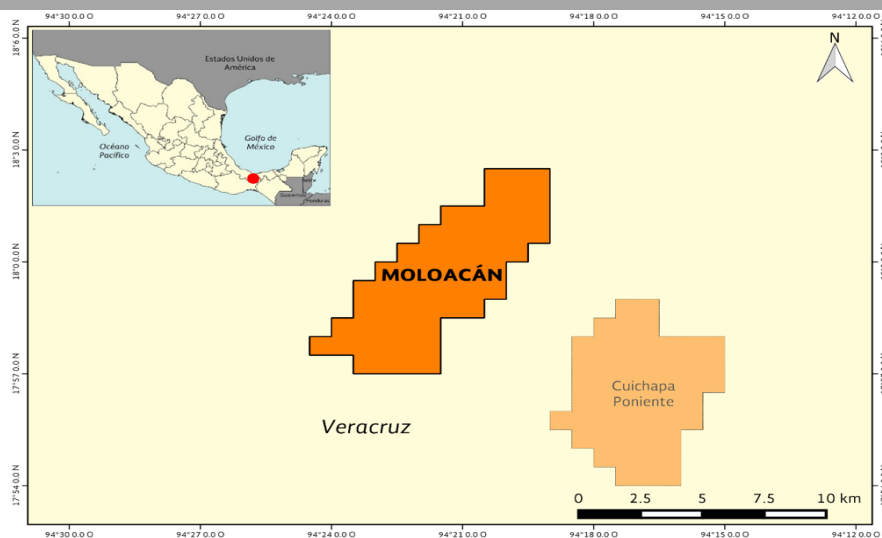 94°30 0.0 O 94°27 0.0 O 94°24 0.0 O 94°21 0.0 O 94°18 0.0 O 94°15 0.0 O 94°12 0.0 O
18°6 0.0 N
18°3 0.0 N
18°0 0.0 N
17°57 0.0 N
17°54 0.0 N
Estados Unidos de
América
Golfo de
México
Océano
Pacífico
Guatemala
Honduras
N
MOLOACÁN
Cuichapa
Poniente
Veracruz
0 2.5 5 7.5 10 km
94°30 0.0 O 94°27 0.0 O 94°24 0.0 O 94°21 0.0 O 94°18 0.0 O 94°15 0.0 O 94°12 0.0 O